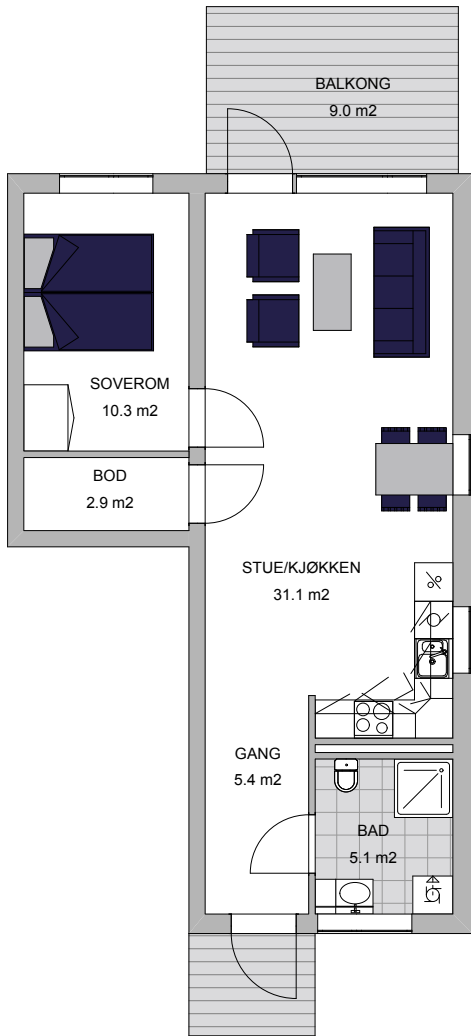 BALKONG
9.0 m2
SOVEROM
10.3 m2
BOD
2.9 m2
STUE/KJØKKEN
31.1 m2
GANG
5.4 m2
BAD
5.1 m2